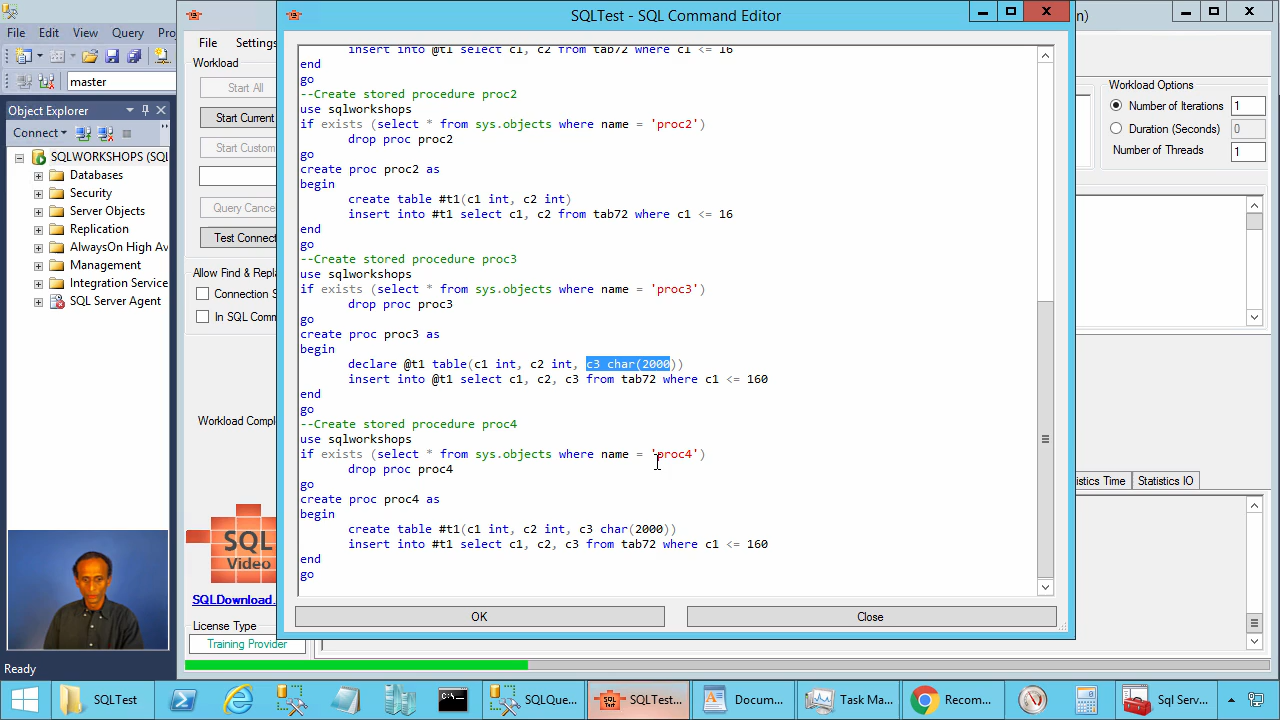 SQLTest - SQL Command Editor
File Edit View Query
File
New Query
master
Object Explorer
Connect
SQLWORKSHOPS (SQL
Databases
Security
Server Objects
Replication
AlwaysOn High Av
Management
Integration Service
SQL Server Agent
File Settings
Workload
Start All
Start Current
Start Custom
Query Cance
Test Connect
Allow Find & Repla
Connection S
In SQL Comm
Workload Comple
SQL
Video
SQLDownload.
License Type
Training Provider
insert into @t1 select c1, c2 from tab72 where c1 <= 16
end
go
--Create stored procedure proc2
use sqlworkshops
if exists (select * from sys.objects where name = 'proc2')
drop proc proc2
go
create proc proc2 as
begin
create table #t1(c1 int, c2 int)
insert into #t1 select c1, c2 from tab72 where c1 <= 16
end
go
--Create stored procedure proc3
use sqlworkshops
if exists (select * from sys.objects where name = 'proc3')
drop proc proc3
go
create proc proc3 as
begin
declare @t1 table(c1 int, c2 int, c3 char(2000))
insert into @t1 select c1, c2, c3 from tab72 where c1 <= 160
end
go
--Create stored procedure proc4
use sqlworkshops
if exists (select * from sys.objects where name = 'proc4')
drop proc proc4
go
create proc proc4 as
begin
create table #t1(c1 int, c2 int, c3 char(2000))
insert into #t1 select c1, c2, c3 from tab72 where c1 <= 160
end
go
OK Close
Workload Options
Number of Iterations 1
Duration (Seconds) 0
Number of Threads 1
Statistics IO
Ready
SQLTest SQLQue... SQLTest... Docum... Task Ma... Recom... Sql Serv...